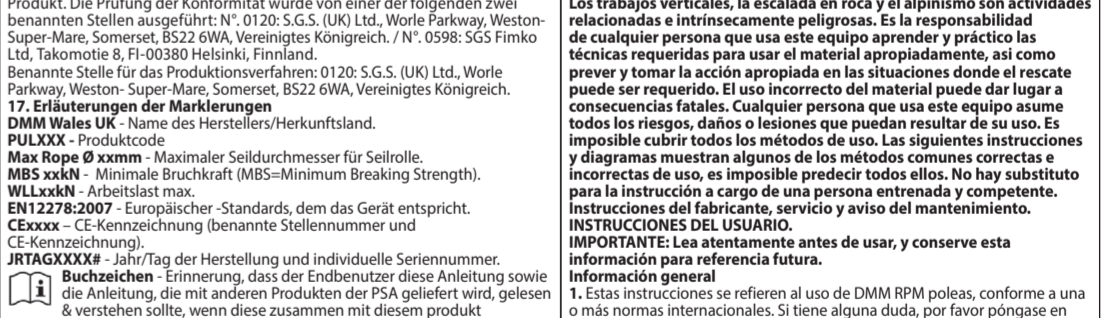 Produkt. Die Prüfung der Konformität wurde von einer der folgenden zwei
benannten Stellen ausgeführt: N°. 0120: S.G.S. (UK) Ltd., Worle Parkway, Weston-
Super-Mare, Somerset, BS22 6WA, Vereinigtes Königreich. / N°. 0598: SGS Fimko
Ltd, Takomotie 8, FI-00380 Helsinki, Finnland.
Benannte Stelle für das Produktionsverfahren: 0120: S.G.S. (UK) Ltd., Worle
Parkway, Weston- Super-Mare, Somerset, BS22 6WA, Vereinigtes Königreich.
17. Erläuterungen der Marklerungen
DMM Wales UK - Name des Herstellers/Herkunftsland.
PULXXX - Produktcode
Max Rope Ø xxmm - Maximaler Seildurchmesser für Seilrolle.
MBS xxkN - Minimale Bruchkraft (MBS=Minimum Breaking Strength).
WLLxxkN - Arbeitslast max.
EN12278:2007 - Europäischer -Standards, dem das Gerät entspricht.
CExxxx – CE-Kennzeichnung (benannte Stellennummer und
CE-Kennzeichnung).
JRTAGXXXX# - Jahr/Tag der Herstellung und individuelle Seriennummer.
Buchzeichen - Erinnerung, dass der Endbenutzer diese Anleitung sowie
die Anleitung, die mit anderen Produkten der PSA geliefert wird, gelesen
& verstehen sollte, wenn diese zusammen mit diesem produkt
Los trabajos verticales, la escalada en roca y el alpinismo son actividades
relacionadas e intrínsecamente peligrosas. Es la responsabilidad
de cualquier persona que usa este equipo aprender y práctico las
técnicas requeridas para usar el material apropiadamente, asi como
prever y tomar la acción apropiada en las situaciones donde el rescate
puede ser requerido. El uso incorrecto del material puede dar lugar a
consecuencias fatales. Cualquier persona que usa este equipo asume
todos los riesgos, daños o lesiones que puedan resultar de su uso. Es
imposible cubrir todos los métodos de uso. Las siguientes instrucciones
y diagramas muestran algunos de los métodos comunes correctas e
incorrectas de uso, es imposible predecir todos ellos. No hay substituto
para la instrucción a cargo de una persona entrenada y competente.
Instrucciones del fabricante, servicio y aviso del mantenimiento.
INSTRUCCIONES DEL USUARIO.
IMPORTANTE: Lea atentamente antes de usar, y conserve esta
información para referencia futura.
Información general
1. Estas instrucciones se refieren al uso de DMM RPM poleas, conforme a una
o más normas internacionales. Si tiene alguna duda, por favor póngase en